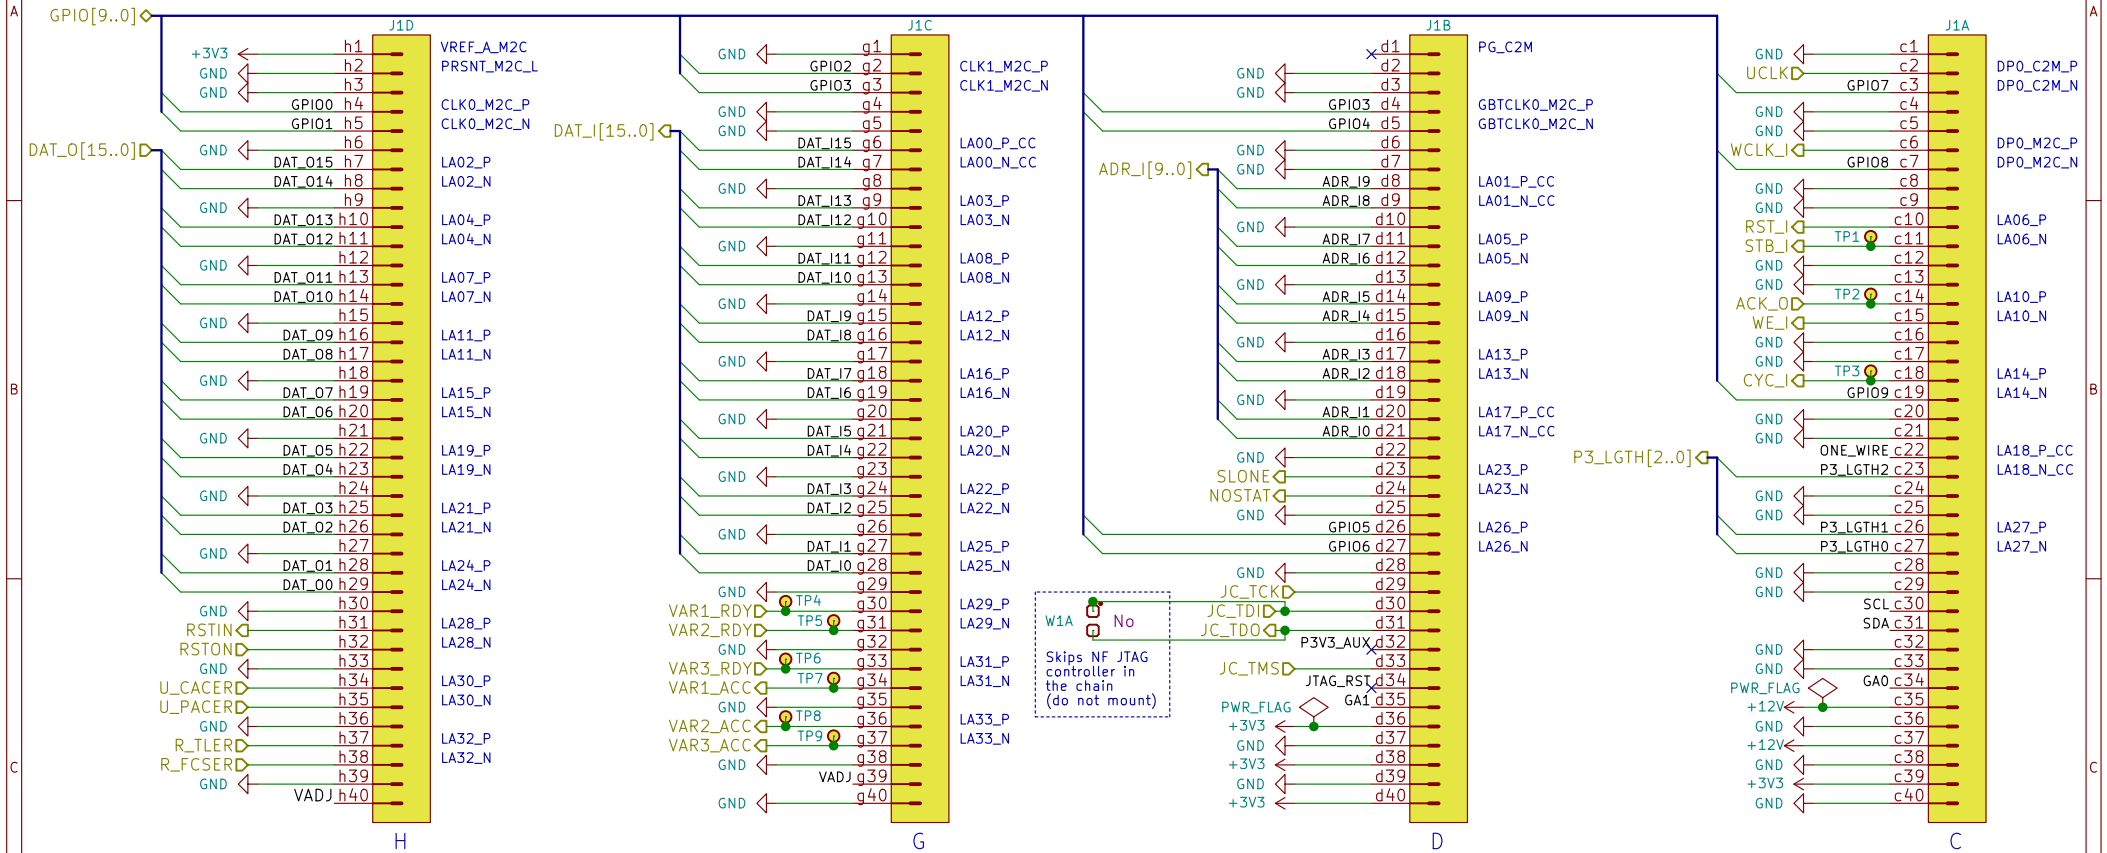 A
GPIO[9..0]
J1D
+3V3 h1 VREF_A_M2C
GND h2 PRSNT_M2C_L
GND h3
GPIO0 h4 CLK0_M2C_P
GPIO1 h5 CLK0_M2C_N
DAT_O[15..0]
GND h6
DAT_O15 h7 LA02_P
DAT_O14 h8 LA02_N
GND h9
DAT_O13 h10 LA04_P
DAT_O12 h11 LA04_N
GND h12
DAT_O11 h13 LA07_P
DAT_O10 h14 LA07_N
GND h15
DAT_O9 h16 LA11_P
DAT_O8 h17 LA11_N
GND h18
B
DAT_O7 h19 LA15_P
DAT_O6 h20 LA15_N
GND h21
DAT_O5 h22 LA19_P
DAT_O4 h23 LA19_N
GND h24
DAT_O3 h25 LA21_P
DAT_O2 h26 LA21_N
GND h27
DAT_O1 h28 LA24_P
DAT_O0 h29 LA24_N
GND h30
RSTIN h31 LA28_P
RSTON h32 LA28_N
GND h33
U_CACER h34 LA30_P
U_PACER h35 LA30_N
GND h36
R_TLER h37 LA32_P
R_FCSER h38 LA32_N
C
GND h39
VADJ h40
H
J1C
GND g1
GPIO2 g2 CLK1_M2C_P
GPIO3 g3 CLK1_M2C_N
GND g4
DAT_I[15..0]
GND g5
DAT_I15 g6 LA00_P_CC
DAT_I14 g7 LA00_N_CC
GND g8
DAT_I13 g9 LA03_P
DAT_I12 g10 LA03_N
GND g11
DAT_I11 g12 LA08_P
DAT_I10 g13 LA08_N
GND g14
DAT_I9 g15 LA12_P
DAT_I8 g16 LA12_N
GND g17
DAT_I7 g18 LA16_P
DAT_I6 g19 LA16_N
GND g20
DAT_I5 g21 LA20_P
DAT_I4 g22 LA20_N
GND g23
DAT_I3 g24 LA22_P
DAT_I2 g25 LA22_N
GND g26
DAT_I1 g27 LA25_P
DAT_I0 g28 LA25_N
GND g29
VAR1_RDY TP4 g30 LA29_P
VAR2_RDY TP5 g31 LA29_N
GND g32
VAR3_RDY TP6 g33 LA31_P
VAR1_ACC TP7 g34 LA31_N
GND g35
VAR2_ACC TP8 g36 LA33_P
VAR3_ACC TP9 g37 LA33_N
GND g38
VADJ g39
GND g40
G
J1B
d1 PG_C2M
GND d2
GND d3
GPIO3 d4 GBTCLK0_M2C_P
GPIO4 d5 GBTCLK0_M2C_N
GND d6
ADR_I[9..0]
GND d7
ADR_I9 d8 LA01_P_CC
ADR_I8 d9 LA01_N_CC
GND d10
ADR_I7 d11 LA05_P
ADR_I6 d12 LA05_N
GND d13
ADR_I5 d14 LA09_P
ADR_I4 d15 LA09_N
GND d16
ADR_I3 d17 LA13_P
ADR_I2 d18 LA13_N
GND d19
ADR_I1 d20 LA17_P_CC
ADR_I0 d21 LA17_N_CC
GND d22
SLONE d23 LA23_P
NOSTAT d24 LA23_N
GND d25
GPIO5 d26 LA26_P
GPIO6 d27 LA26_N
GND d28
JC_TCK d29
JC_TDI d30
W1A No
JC_TDO d31
P3V3_AUX d32
Skips NF JTAG
controller in
the chain
(do not mount)
JC_TMS d33
JTAG_RST d34
GA1 d35
PWR_FLAG
+3V3 d36
GND d37
+3V3 d38
GND d39
+3V3 d40
D
J1A
A
GND c1
UCLK c2 DP0_C2M_P
GPIO7 c3 DP0_C2M_N
GND c4
GND c5
WCLK_I c6 DP0_M2C_P
GPIO8 c7 DP0_M2C_N
GND c8
GND c9
RST_I c10 LA06_P
STB_I TP1 c11 LA06_N
GND c12
GND c13
ACK_O TP2 c14 LA10_P
WE_I c15 LA10_N
GND c16
GND c17
CYC_I TP3 c18 LA14_P
GPIO9 c19 LA14_N
B
GND c20
GND c21
ONE_WIRE c22 LA18_P_CC
P3_LGTH[2..0]
P3_LGTH2 c23 LA18_N_CC
GND c24
GND c25
P3_LGTH1 c26 LA27_P
P3_LGTH0 c27 LA27_N
GND c28
GND c29
SCL c30
SDA c31
GND c32
GND c33
GA0 c34
PWR_FLAG
+12V c35
GND c36
+12V c37
GND c38
C
+3V3 c39
GND c40
C